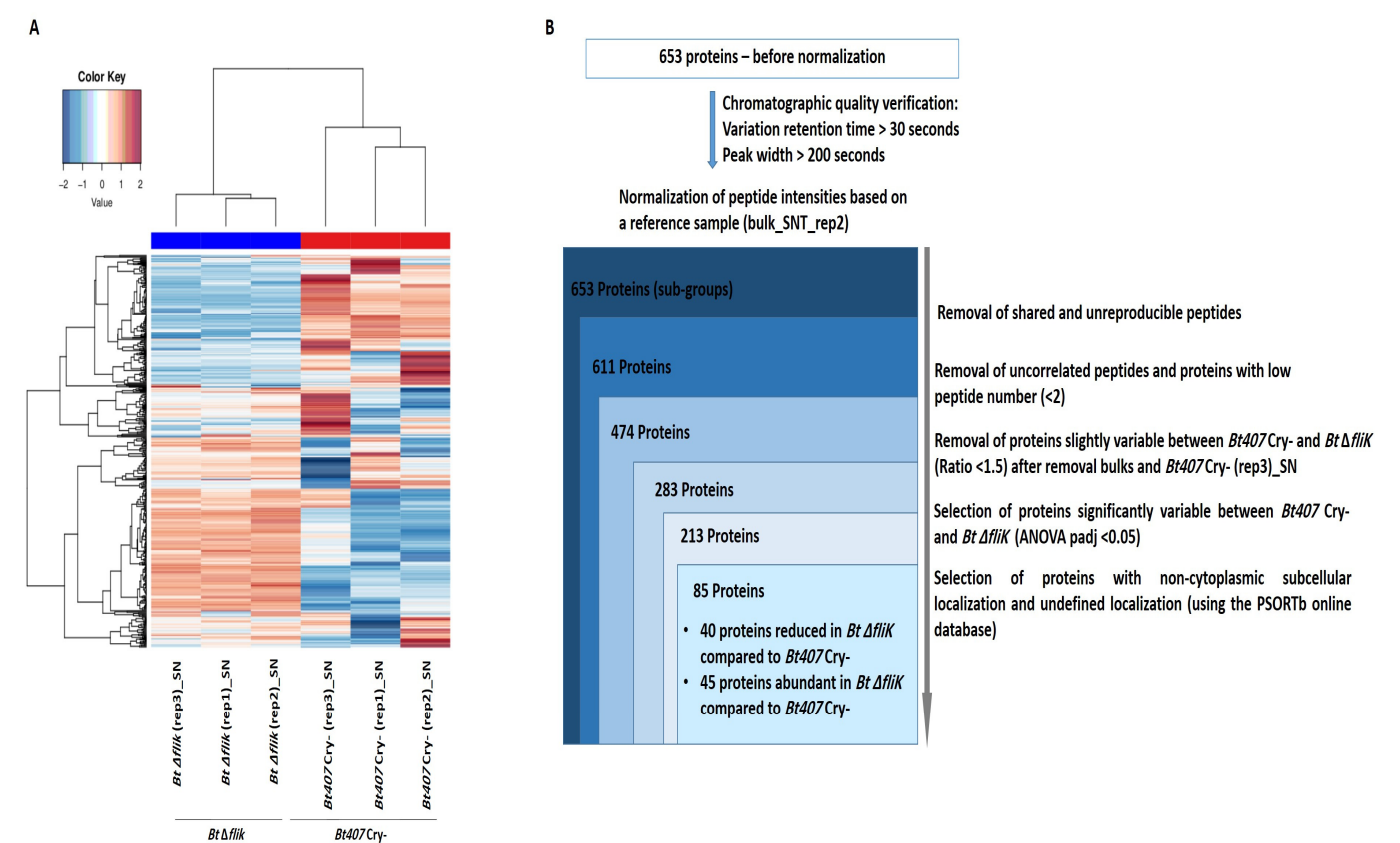 A
Color Key
−2 −1 0 1 2
Value
Bt Δflik (rep3)_SN
Bt Δflik (rep1)_SN
Bt Δflik (rep2)_SN
Bt407 Cry- (rep3)_SN
Bt407 Cry- (rep1)_SN
Bt407 Cry- (rep2)_SN
Bt Δflik
Bt407 Cry-
B
653 proteins – before normalization
Chromatographic quality verification:
Variation retention time > 30 seconds
Peak width > 200 seconds
Normalization of peptide intensities based on
a reference sample (bulk_SNT_rep2)
653 Proteins (sub-groups)
Removal of shared and unreproducible peptides
611 Proteins
Removal of uncorrelated peptides and proteins with low
peptide number (<2)
474 Proteins
Removal of proteins slightly variable between Bt407 Cry- and Bt ΔfliK
(Ratio <1.5) after removal bulks and Bt407 Cry- (rep3)_SN
283 Proteins
Selection of proteins significantly variable between Bt407 Cry-
and Bt ΔfliK (ANOVA padj <0.05)
213 Proteins
Selection of proteins with non-cytoplasmic subcellular
localization and undefined localization (using the PSORTb online
database)
85 Proteins
• 40 proteins reduced in Bt ΔfliK
compared to Bt407 Cry-
• 45 proteins abundant in Bt ΔfliK
compared to Bt407 Cry-